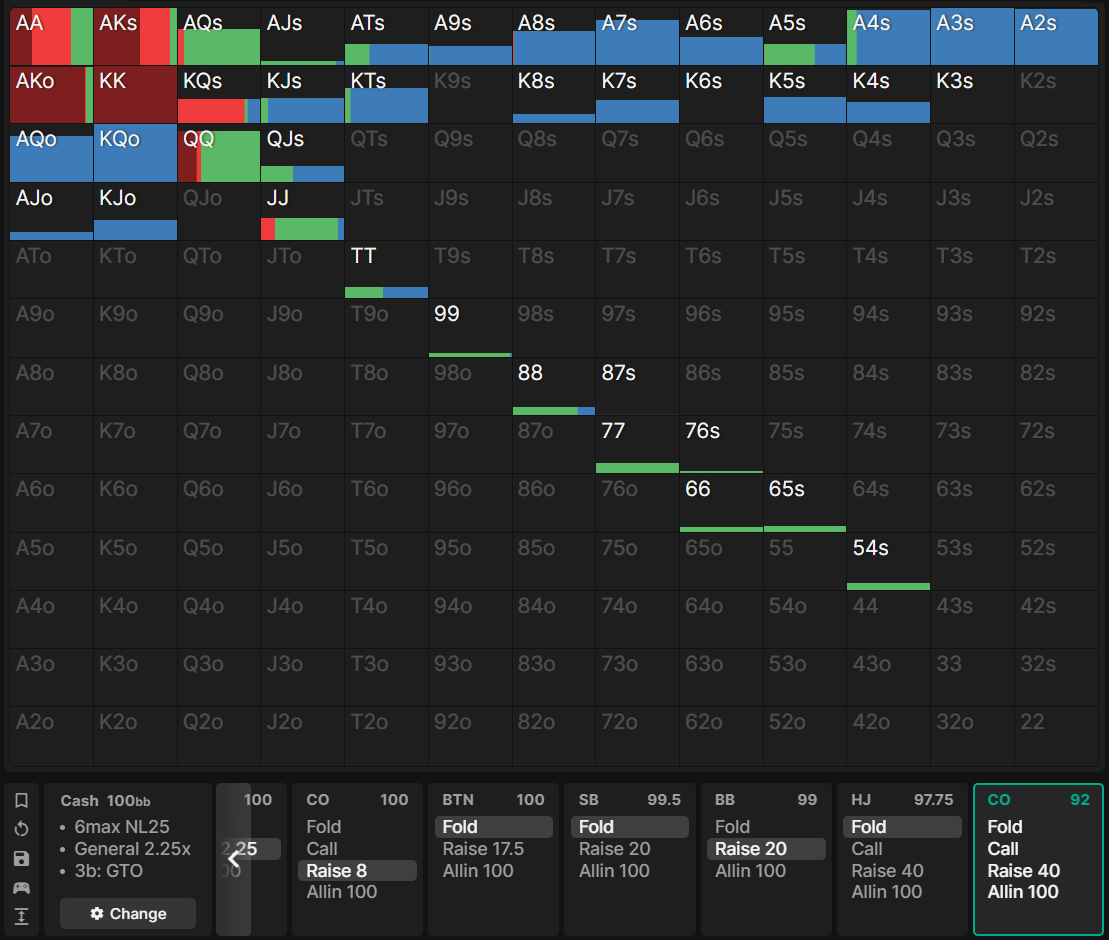 AA AKs AQs AJs ATs A9s A8s A7s A6s A5s A4s A3s A2s
AKo KK KQs KJs KTs K9s K8s K7s K6s K5s K4s K3s K2s
AQo KQo QQ QJs QTs Q9s Q8s Q7s Q6s Q5s Q4s Q3s Q2s
AJo KJo QJo JJ JTs J9s J8s J7s J6s J5s J4s J3s J2s
ATo KTo QTo JTo TT T9s T8s T7s T6s T5s T4s T3s T2s
A9o K9o Q9o J9o T9o 99 98s 97s 96s 95s 94s 93s 92s
A8o K8o Q8o J8o T8o 98o 88 87s 86s 85s 84s 83s 82s
A7o K7o Q7o J7o T7o 97o 87o 77 76s 75s 74s 73s 72s
A6o K6o Q6o J6o T6o 96o 86o 76o 66 65s 64s 63s 62s
A5o K5o Q5o J5o T5o 95o 85o 75o 65o 55 54s 53s 52s
A4o K4o Q4o J4o T4o 94o 84o 74o 64o 54o 44 43s 42s
A3o K3o Q3o J3o T3o 93o 83o 73o 63o 53o 43o 33 32s
A2o K2o Q2o J2o T2o 92o 82o 72o 62o 52o 42o 32o 22
Cash 100bb
• 6max NL25
• General 2.25x
• 3b: GTO
Change
100
2.25
00
CO 100
Fold
Call
Raise 8
Allin 100
BTN 100
Fold
Raise 17.5
Allin 100
SB 99.5
Fold
Raise 20
Allin 100
BB 99
Fold
Raise 20
Allin 100
HJ 97.75
Fold
Call
Raise 40
Allin 100
CO 92
Fold
Call
Raise 40
Allin 100